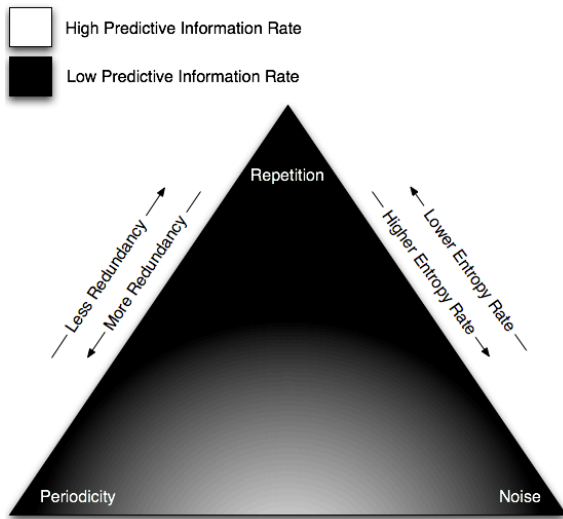 High Predictive Information Rate
Low Predictive Information Rate
Repetition
Less Redundancy
More Redundancy
Lower Entropy Rate
Higher Entropy Rate
Periodicity
Noise